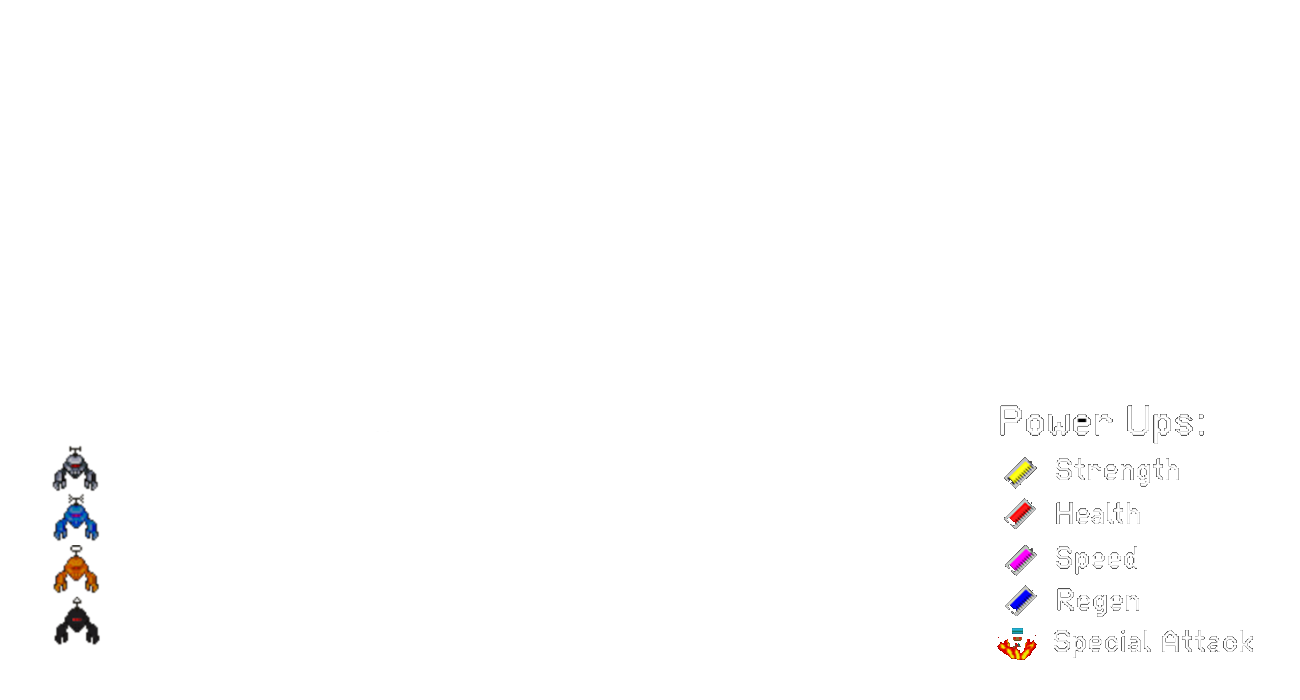 Power Ups:
Strength
Health
Speed
Regen
Special Attack